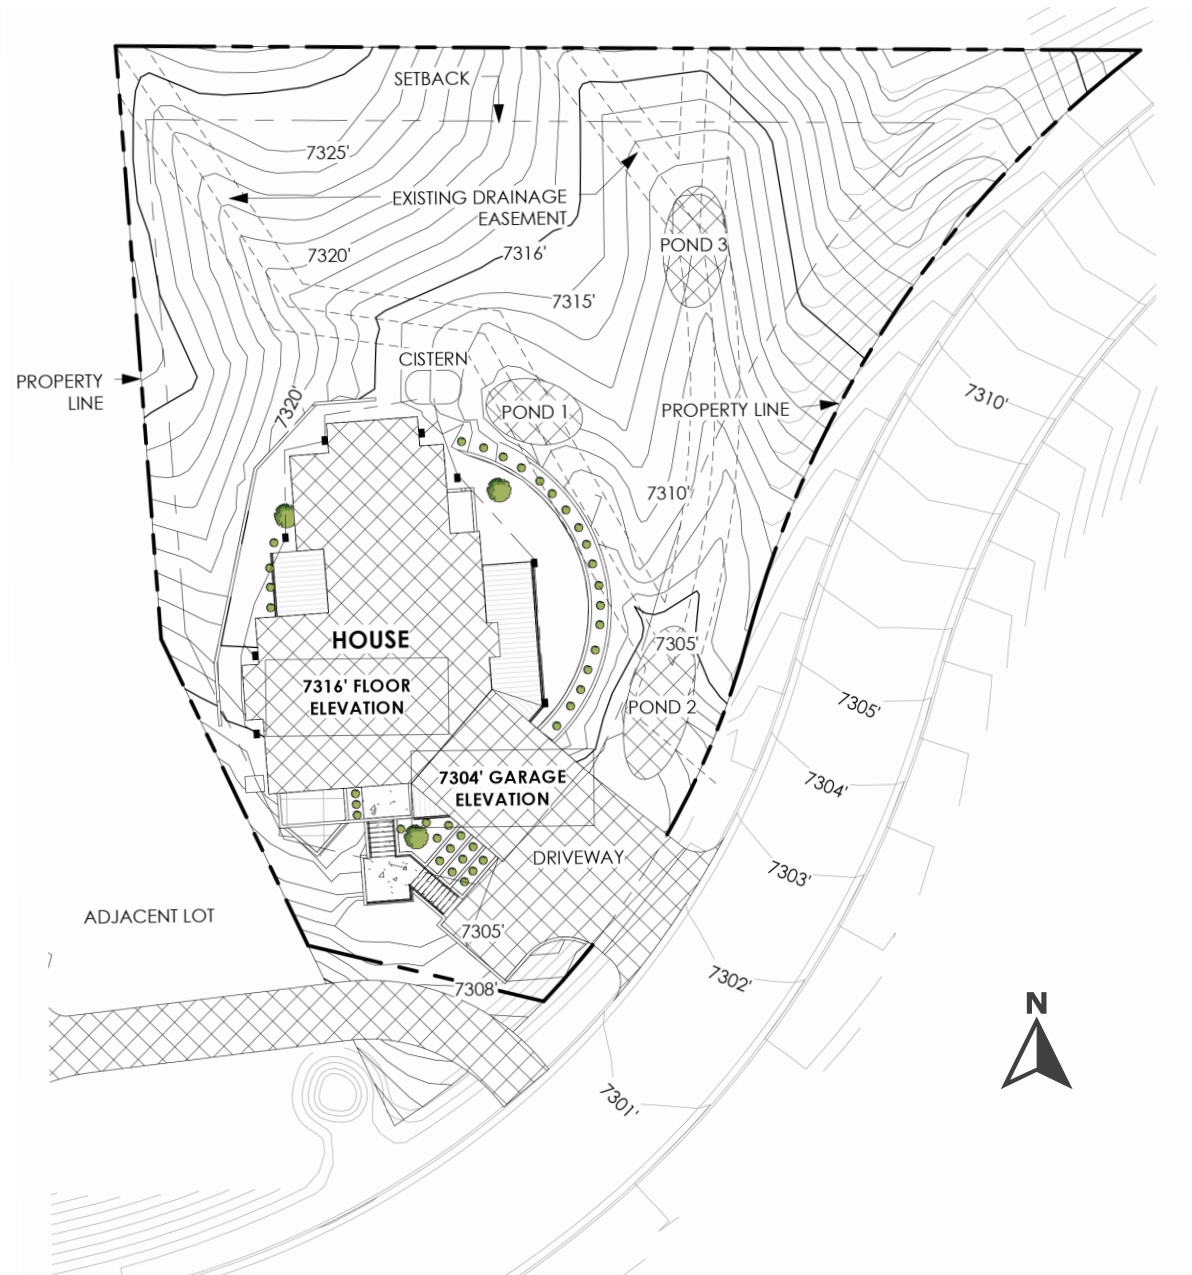 SETBACK
7325'
EXISTING DRAINAGE
EASEMENT
POND 3
7320'
7316'
7315'
CISTERN
PROPERTY
LINE
7320'
POND 1
PROPERTY LINE
7310'
7310'
HOUSE
7305'
7316' FLOOR
ELEVATION
POND 2
7305'
7304' GARAGE
ELEVATION
7304'
DRIVEWAY
7303'
ADJACENT LOT
7305'
7308'
7302'
N
7301'